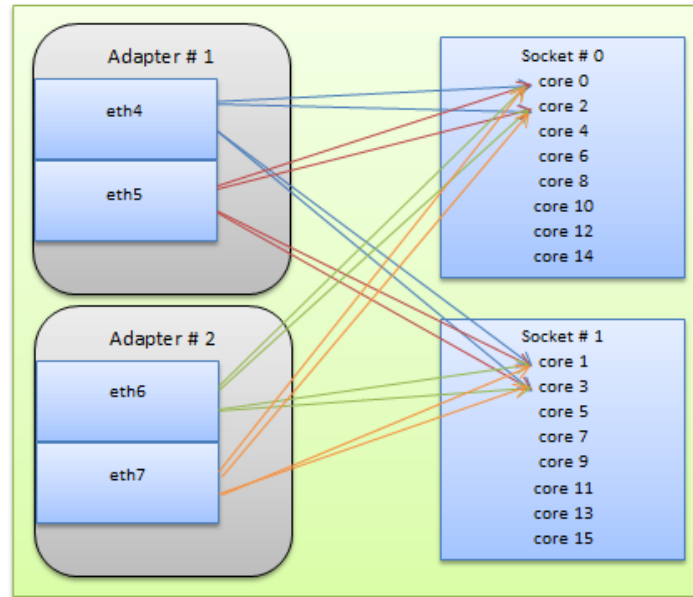 Adapter # 1
eth4
eth5
Adapter # 2
eth6
eth7
Socket # 0
core 0
core 2
core 4
core 6
core 8
core 10
core 12
core 14
Socket # 1
core 1
core 3
core 5
core 7
core 9
core 11
core 13
core 15